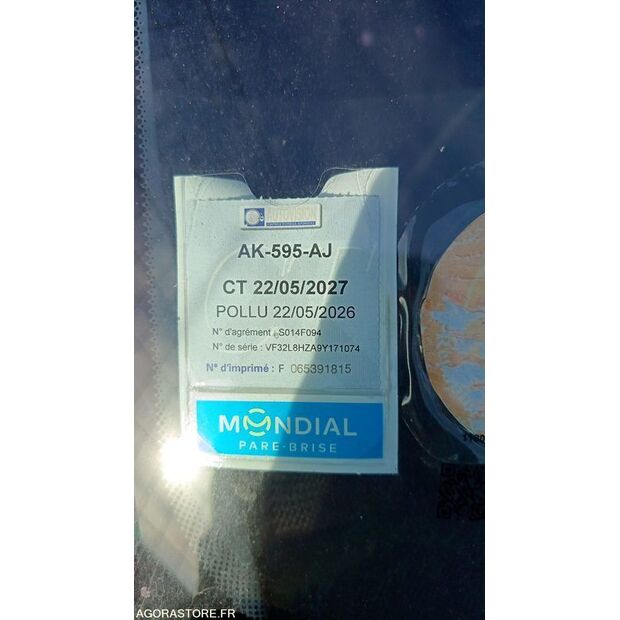 AUTOVISION
AK-595-AJ
CT 22/05/2027
POLLU 22/05/2026
N° d'agrément : S014F094
N° de série : VF32L8HZA9Y171074
N° d'imprimé : F 065391815
MONDIAL
PARE-BRISE
AGORASTORE.FR